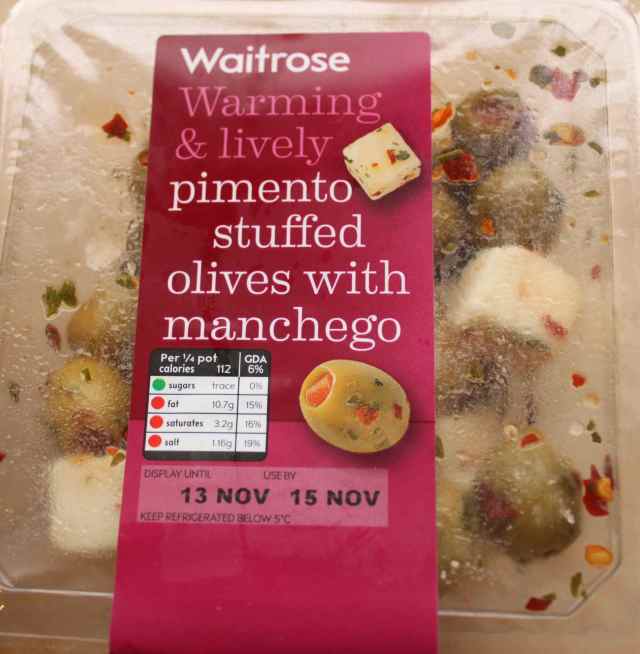 Waitrose
Warming
& lively
pimento
stuffed
olives with
manchego
Per ¼ pot GDA
calories 112 6%
sugars trace 0%
fat 10.7g 15%
saturates 3.2g 16%
salt 1.16g 19%
DISPLAY UNTIL USE BY
13 NOV 15 NOV
KEEP REFRIGERATED BELOW 5°C